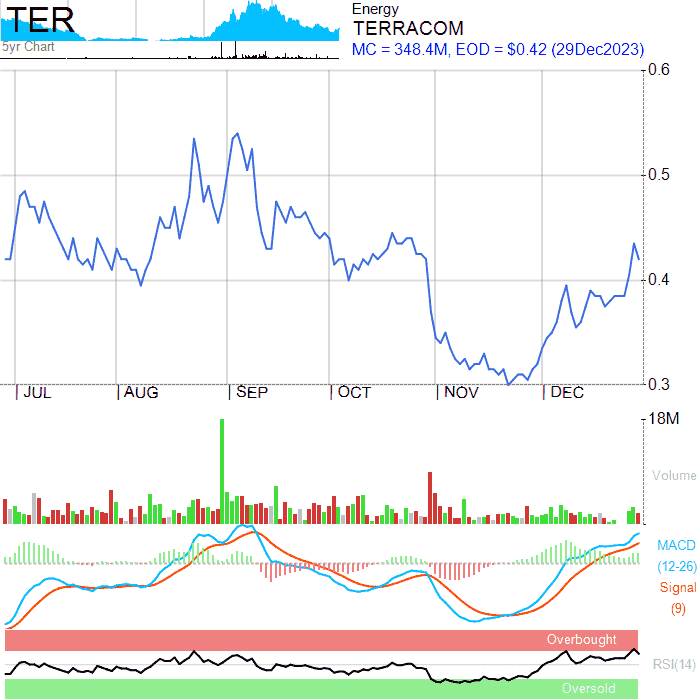 TER
5yr Chart
Energy
TERRACOM
MC = 348.4M, EOD = $0.42 (29Dec2023)
0.6
0.5
0.4
0.3
JUL AUG SEP OCT NOV DEC
18M
Volume
MACD
(12-26)
Signal
(9)
Overbought
RSI(14)
Oversold